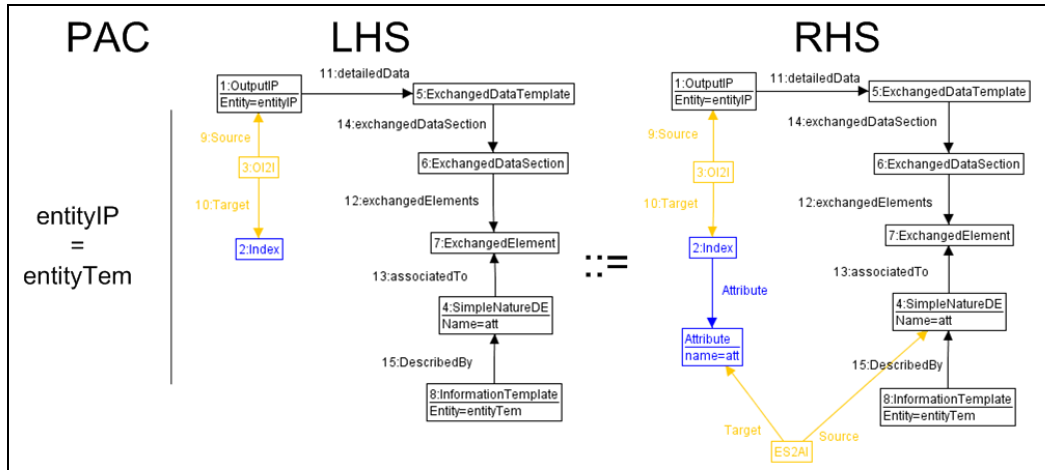 PAC
LHS
RHS
entityIP
=
entityTem
11:detailedData
1:OutputIP
Entity=entityIP
5:ExchangedDataTemplate
14:exchangedDataSection
9:Source
3:OI2I
6:ExchangedDataSection
10:Target
12:exchangedElements
2:Index
7:ExchangedElement
13:associatedTo
4:SimpleNatureDE
Name=att
15:DescribedBy
8:InformationTemplate
Entity=entityTem
::=
11:detailedData
1:OutputIP
Entity=entityIP
5:ExchangedDataTemplate
14:exchangedDataSection
9:Source
3:OI2I
6:ExchangedDataSection
10:Target
12:exchangedElements
2:Index
7:ExchangedElement
Attribute
13:associatedTo
4:SimpleNatureDE
Name=att
Attribute
name=att
15:DescribedBy
8:InformationTemplate
Entity=entityTem
Target
Source
ES2AI